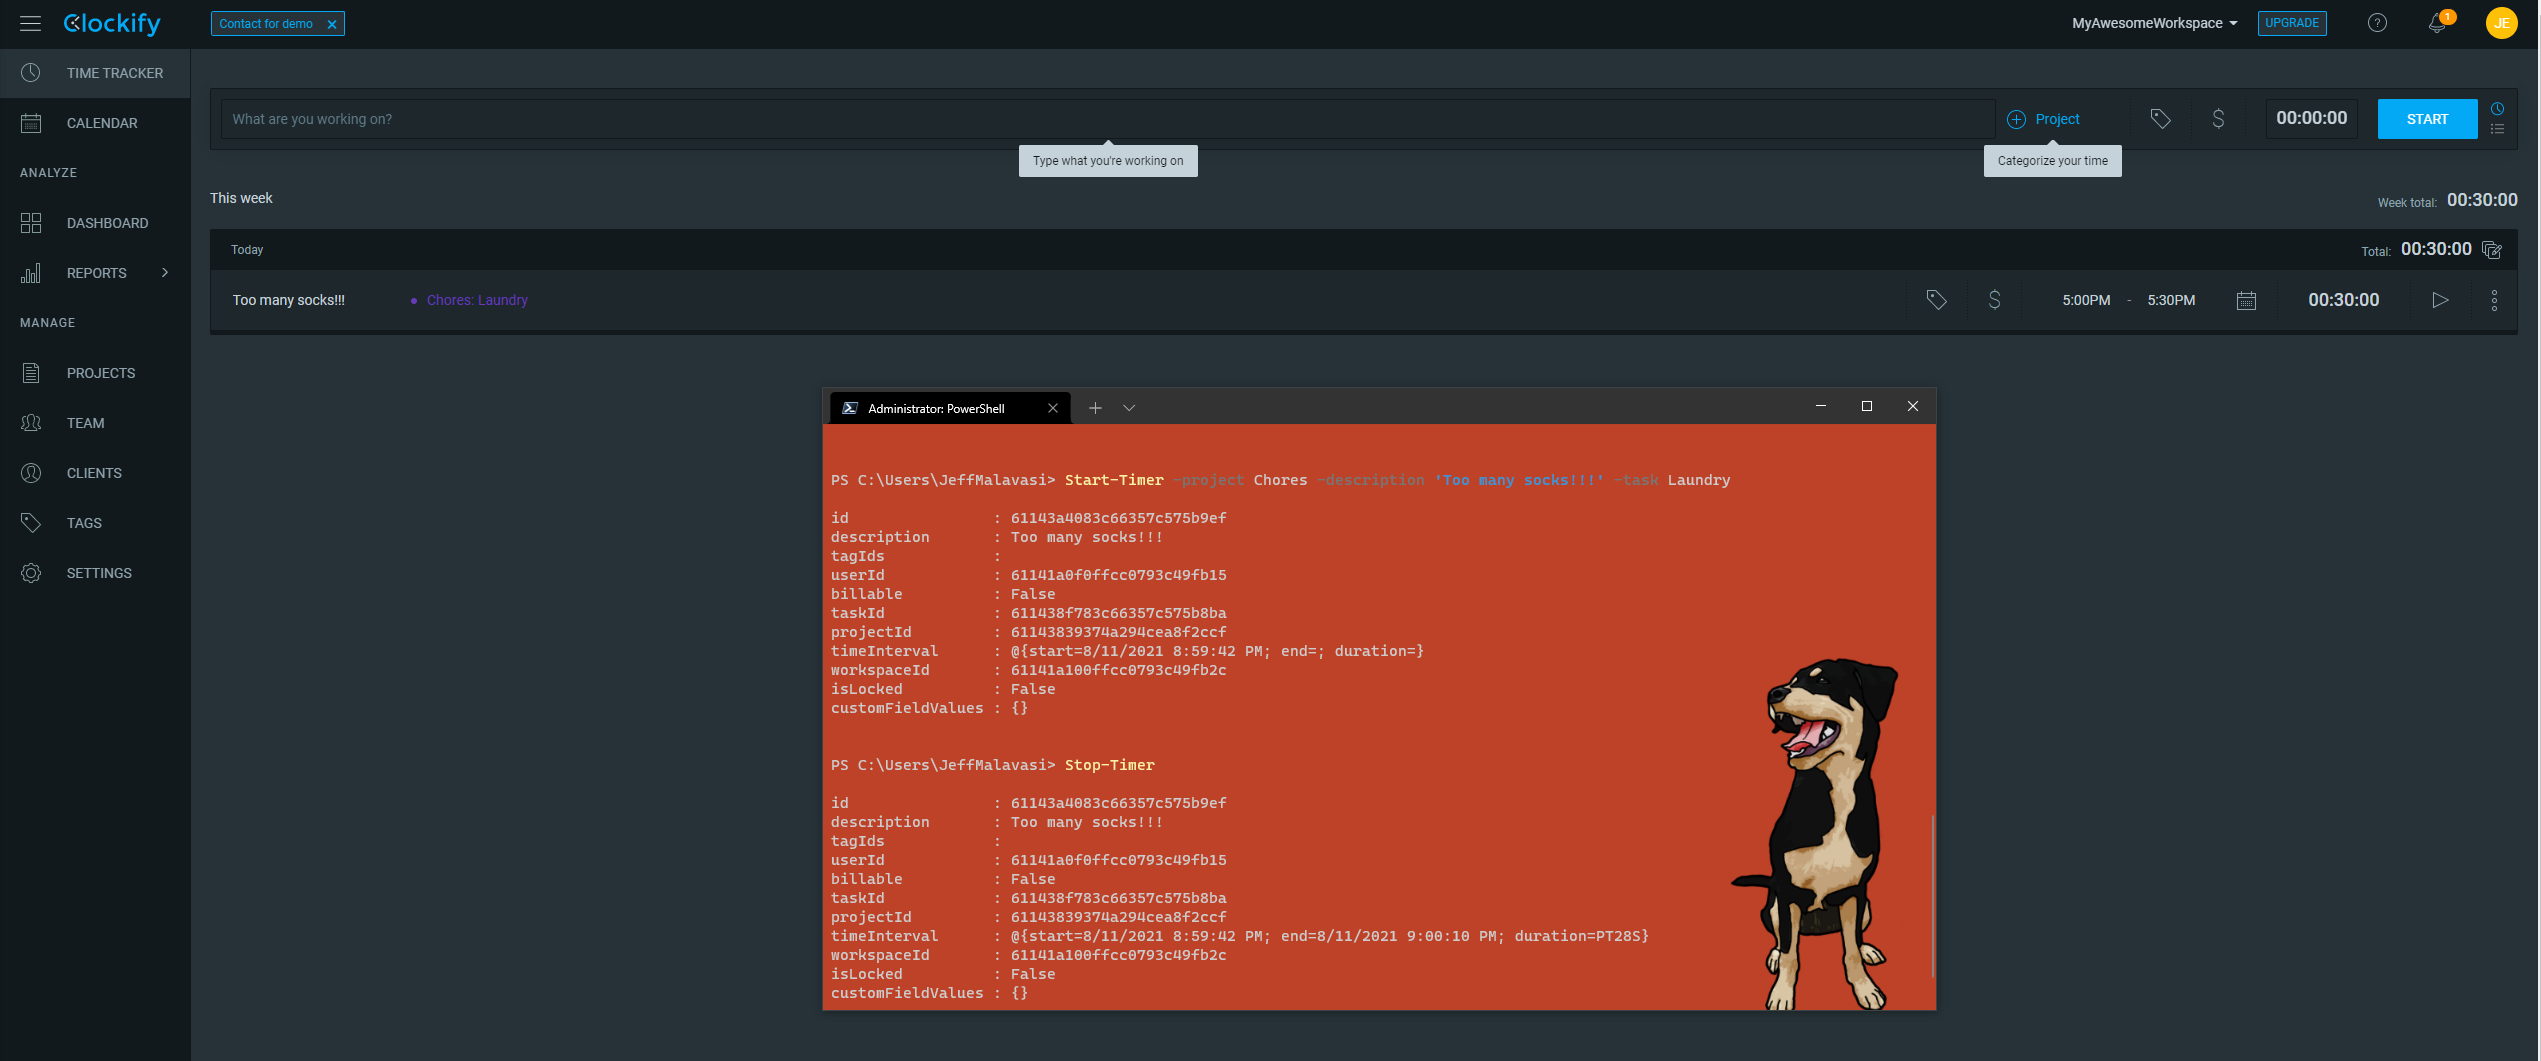 Clockify
Contact for demo ×
MyAwesomeWorkspace
UPGRADE
?
1
JE
TIME TRACKER
CALENDAR
ANALYZE
DASHBOARD
REPORTS
MANAGE
PROJECTS
TEAM
CLIENTS
TAGS
SETTINGS
What are you working on?
Project
$
00:00:00
START
Type what you're working on
Categorize your time
This week
Week total: 00:30:00
Today
Total: 00:30:00
Too many socks!!!
Chores: Laundry
$
5:00PM - 5:30PM
00:30:00
Administrator: PowerShell
PS C:\Users\JeffMalavasi> Start-Timer -project Chores -description 'Too many socks!!!' -task Laundry
id : 61143a4083c66357c575b9ef
description : Too many socks!!!
tagIds :
userId : 61141a0f0ffcc0793c49fb15
billable : False
taskId : 611438f783c66357c575b8ba
projectId : 61143839374a294cea8f2ccf
timeInterval : @{start=8/11/2021 8:59:42 PM; end=; duration=}
workspaceId : 61141a100ffcc0793c49fb2c
isLocked : False
customFieldValues : {}
PS C:\Users\JeffMalavasi> Stop-Timer
id : 61143a4083c66357c575b9ef
description : Too many socks!!!
tagIds :
userId : 61141a0f0ffcc0793c49fb15
billable : False
taskId : 611438f783c66357c575b8ba
projectId : 61143839374a294cea8f2ccf
timeInterval : @{start=8/11/2021 8:59:42 PM; end=8/11/2021 9:00:10 PM; duration=PT28S}
workspaceId : 61141a100ffcc0793c49fb2c
isLocked : False
customFieldValues : {}